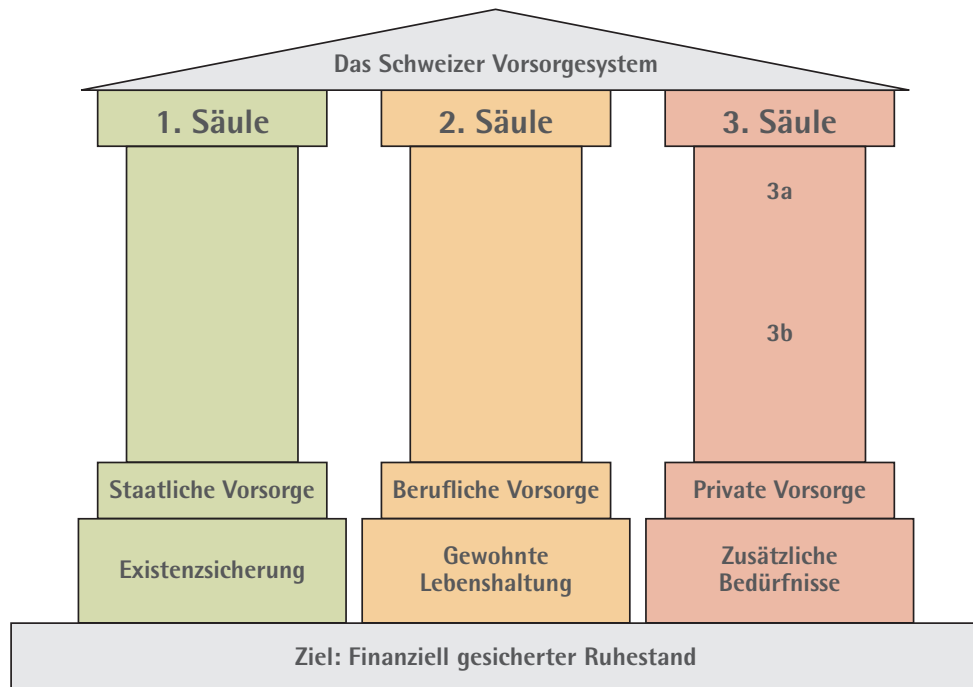 Das Schweizer Vorsorgesystem
1. Säule
2. Säule
3. Säule
3a
3b
Staatliche Vorsorge
Berufliche Vorsorge
Private Vorsorge
Existenzsicherung
Gewohnte
Lebenshaltung
Zusätzliche
Bedürfnisse
Ziel: Finanziell gesicherter Ruhestand